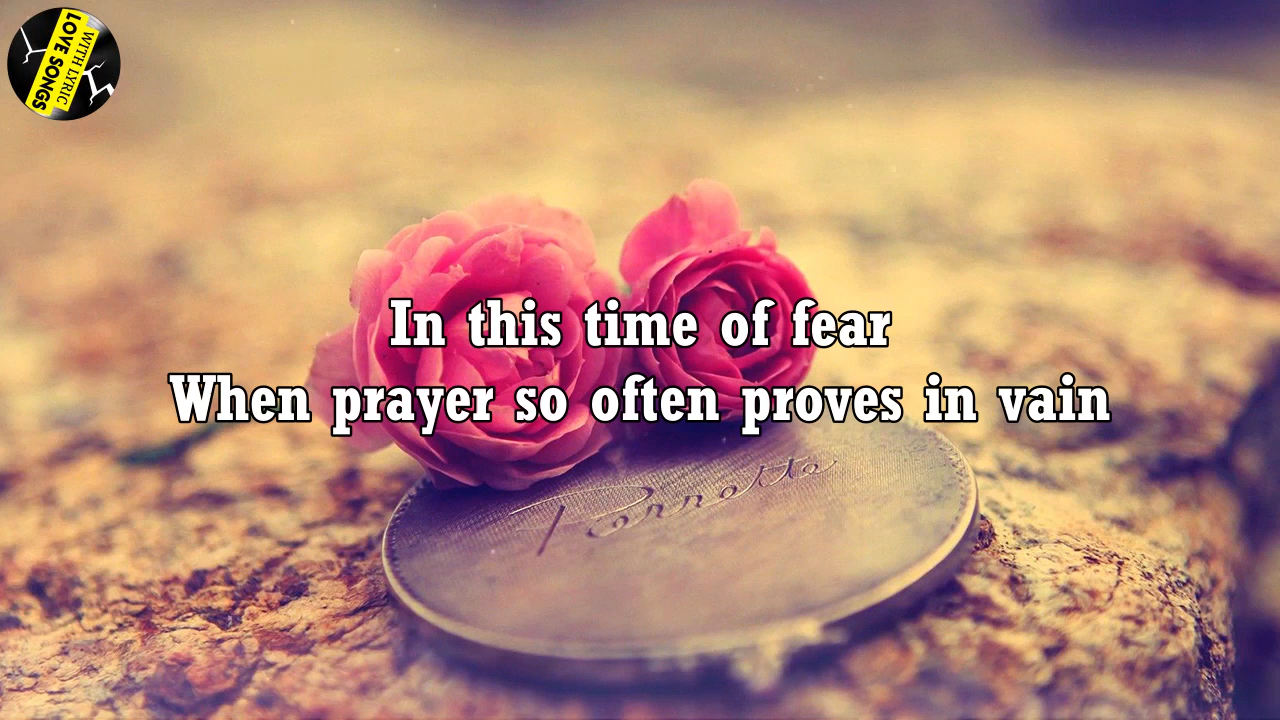 LOVE SONGS
WITH LYRIC
In this time of fear
When prayer so often proves in vain